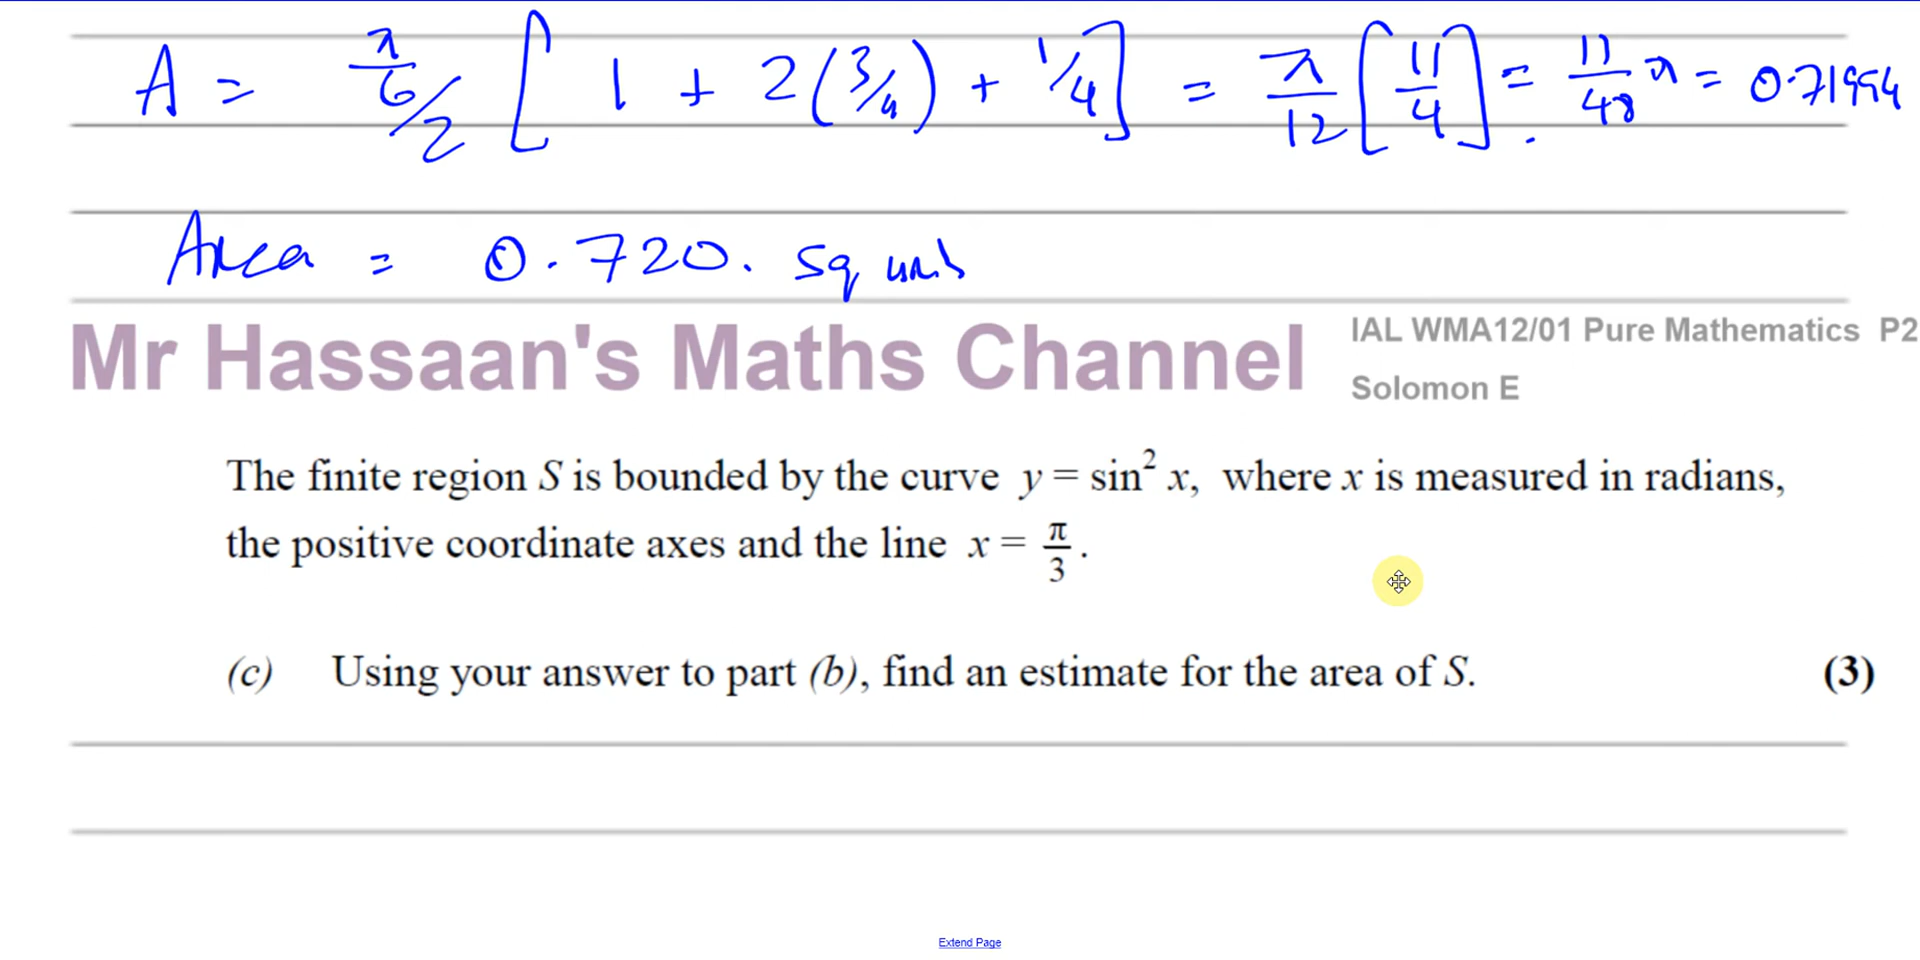 A = π/6/2 [ 1 + 2(3/4) + 1/4 ] = π/12 [ 11/4 ] = 11/48 π = 0.71994
Area = 0.720. sq units
Mr Hassaan's Maths Channel
IAL WMA12/01 Pure Mathematics P2
Solomon E
The finite region S is bounded by the curve y = sin² x, where x is measured in radians,
the positive coordinate axes and the line x = π/3.
(c) Using your answer to part (b), find an estimate for the area of S. (3)
Extend Page